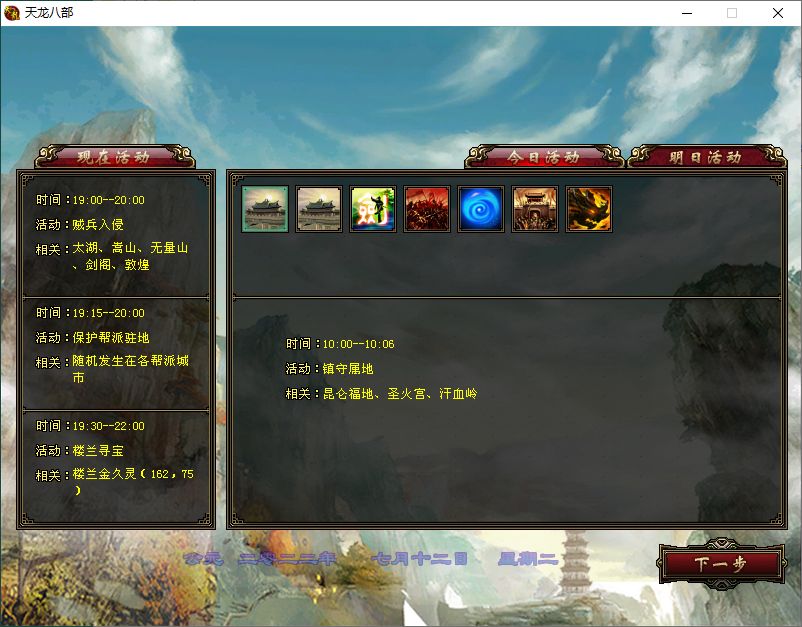 天龙八部
现在活动
今日活动
明日活动
时间：19:00--20:00
活动：贼兵入侵
相关：太湖、嵩山、无量山
、剑阁、敦煌
时间：19:15--20:00
活动：保护帮派驻地
相关：随机发生在各帮派城
市
时间：19:30--22:00
活动：楼兰寻宝
相关：楼兰金久灵（162，75
）
时间：10:00--10:06
活动：镇守属地
相关：昆仑福地、圣火宫、汗血岭
公元 二零二二年 七月十二日 星期二
下一步